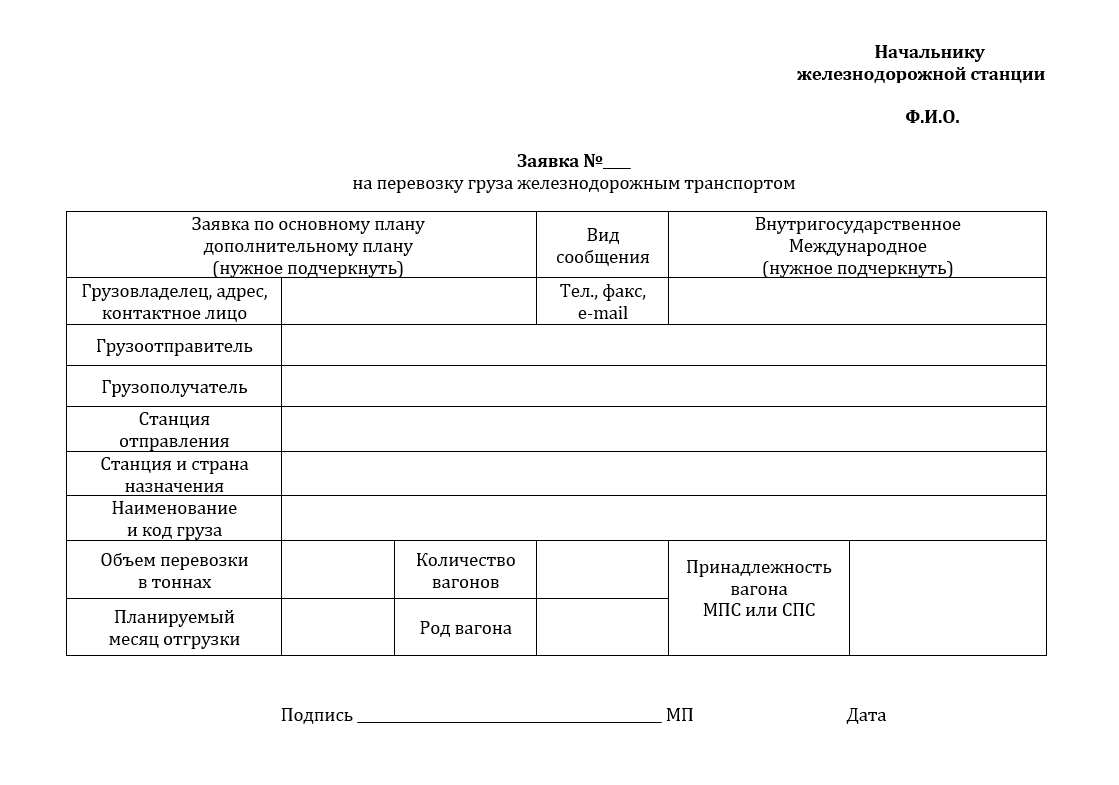 Начальнику
железнодорожной станции
Ф.И.О.
Заявка №___
на перевозку груза железнодорожным транспортом
Заявка по основному плану
дополнительному плану
(нужное подчеркнуть)
Вид
сообщения
Внутригосударственное
Международное
(нужное подчеркнуть)
Грузовладелец, адрес,
контактное лицо
Тел., факс,
e-mail
Грузоотправитель
Грузополучатель
Станция
отправления
Станция и страна
назначения
Наименование
и код груза
Объем перевозки
в тоннах
Количество
вагонов
Принадлежность
вагона
МПС или СПС
Планируемый
месяц отгрузки
Род вагона
Подпись __________________________________ МП Дата